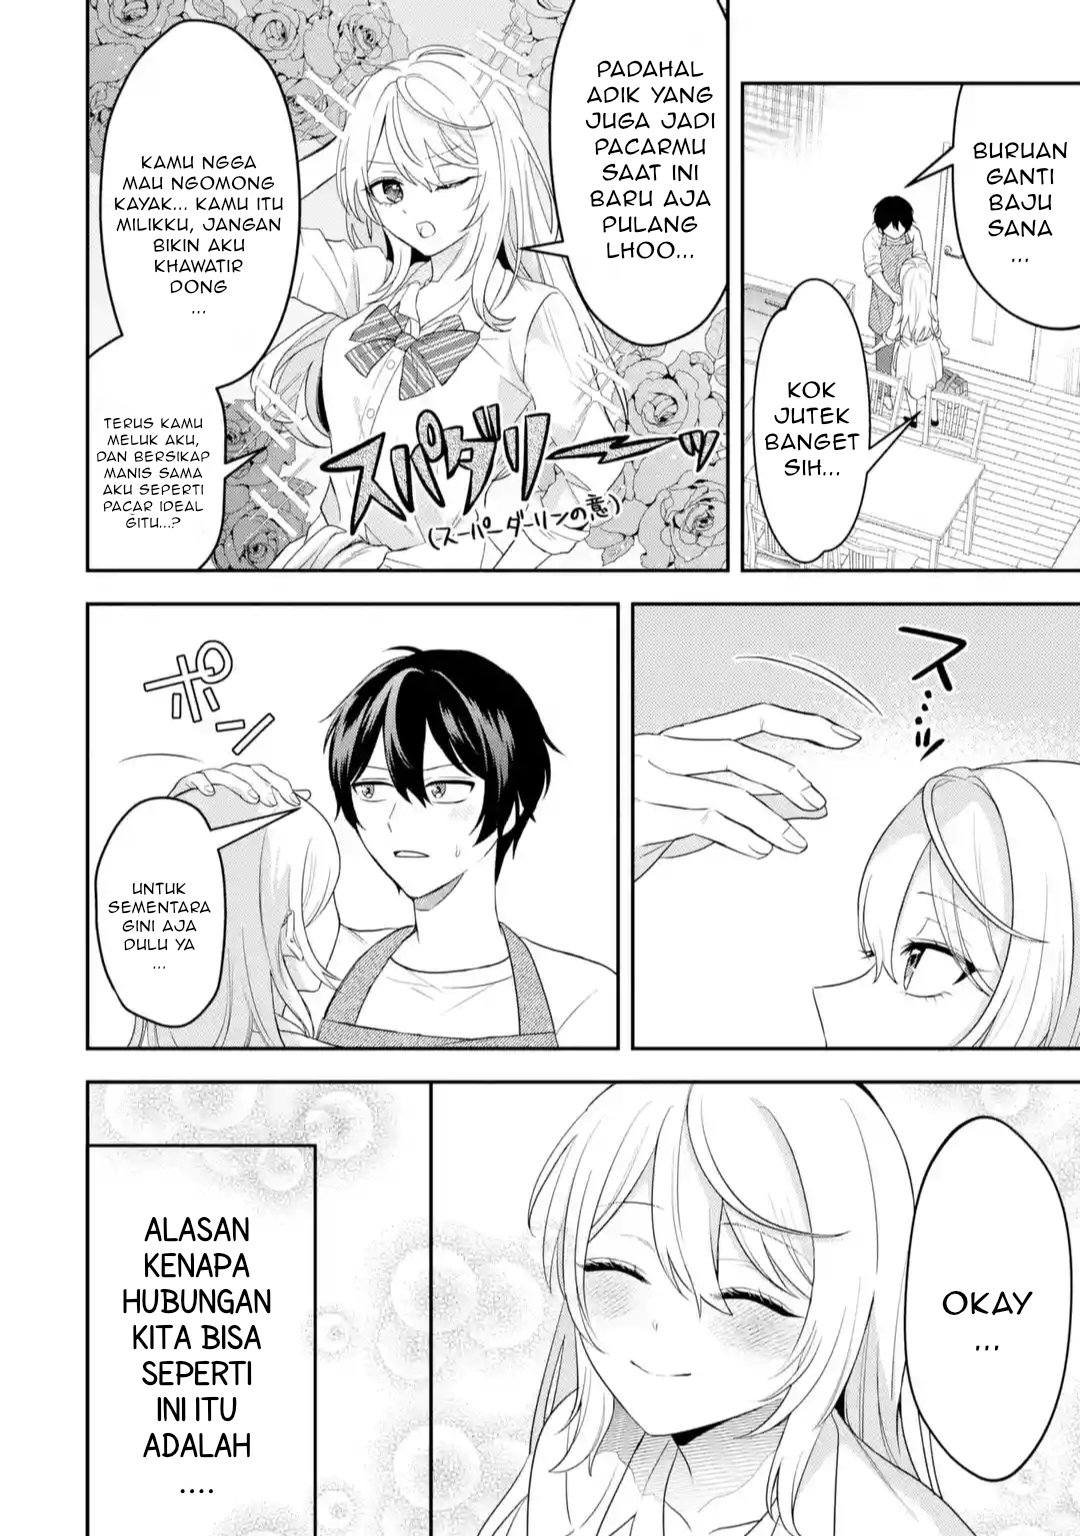 BURUAN
GANTI
BAJU
SANA
...
KOK
JUTEK
BANGET
SIH...
PADAHAL
ADIK YANG
JUGA JADI
PACARMU
SAAT INI
BARU AJA
PULANG
LHOO...
KAMU NGGA
MAU NGOMONG
KAYAK... KAMU ITU
MILIKKU, JANGAN
BIKIN AKU
KHAWATIR
DONG
...
TERUS KAMU
MELUK AKU,
DAN BERSIKAP
MANIS SAMA
AKU SEPERTI
PACAR IDEAL
GITU...?
スパダリーッ
(スーパーダーリンの意)
ス...
ポン
UNTUK
SEMENTARA
GINI AJA
DULU YA
...
OKAY
...
ALASAN
KENAPA
HUBUNGAN
KITA BISA
SEPERTI
INI ITU
ADALAH
....